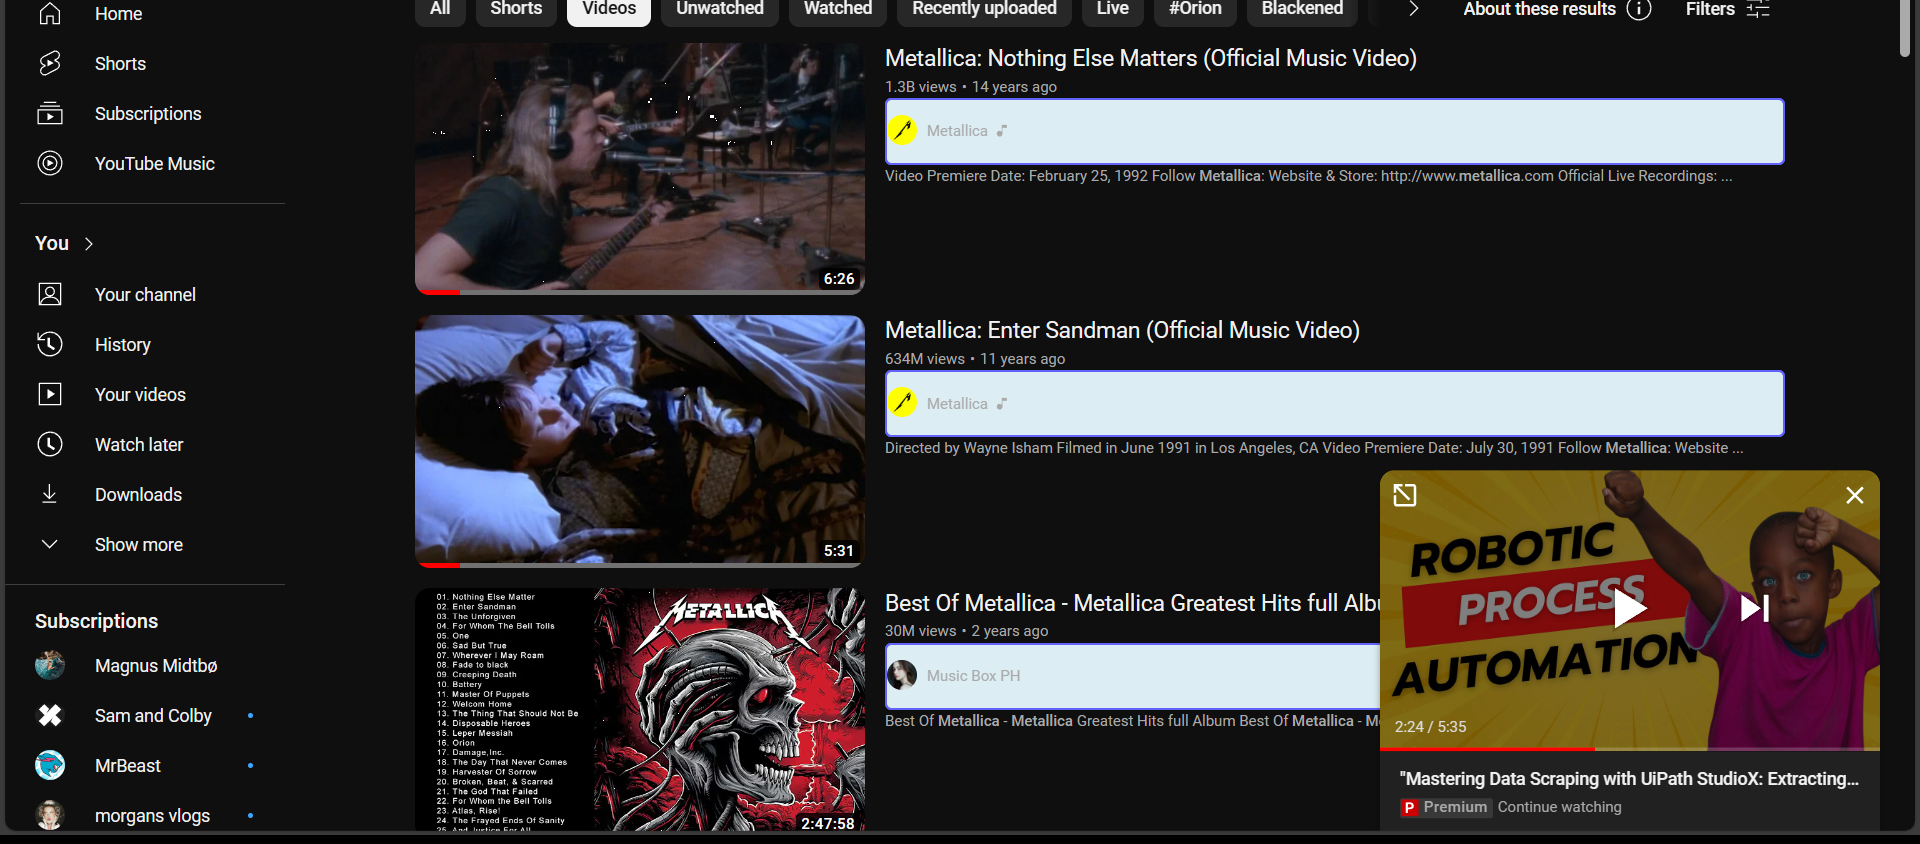 Home
Shorts
Subscriptions
YouTube Music
You
Your channel
History
Your videos
Watch later
Downloads
Show more
Subscriptions
Magnus Midtbø
Sam and Colby
MrBeast
morgans vlogs
All Shorts Videos Unwatched Watched Recently uploaded Live #Orion Blackened
About these results Filters
6:26
Metallica: Nothing Else Matters (Official Music Video)
1.3B views • 14 years ago
Metallica
Video Premiere Date: February 25, 1992 Follow Metallica: Website & Store: http://www.metallica.com Official Live Recordings: ...
5:31
Metallica: Enter Sandman (Official Music Video)
634M views • 11 years ago
Metallica
Directed by Wayne Isham Filmed in June 1991 in Los Angeles, CA Video Premiere Date: July 30, 1991 Follow Metallica: Website ...
01. Nothing Else Matter
02. Enter Sandman
03. The Unforgiven
04. For Whom The Bell Tolls
05. One
06. Sad But True
07. Wherever I May Roam
08. Fade to black
09. Creeping Death
10. Battery
11. Master Of Puppets
12. Welcom Home
13. The Thing That Should Not Be
14. Disposable Heroes
15. Leper Messiah
16. Orion
17. Damage,Inc.
18. The Day That Never Comes
19. Harvester Of Sorrow
20. Broken, Beat, & Scarred
21. The God That Failed
22. For Whom the Bell Tolls
23. Atlas, Rise!
24. The Frayed Ends Of Sanity
25. And Justice For All
METALLICA
2:47:58
Best Of Metallica - Metallica Greatest Hits full Albu
30M views • 2 years ago
Music Box PH
Best Of Metallica - Metallica Greatest Hits full Album Best Of Metallica - M
ROBOTIC
PROCESS
AUTOMATION
2:24 / 5:35
"Mastering Data Scraping with UiPath StudioX: Extracting...
P Premium Continue watching